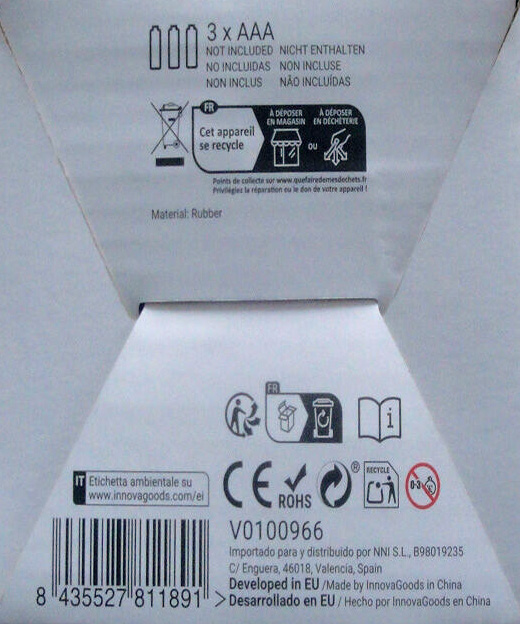 3 x AAA
NOT INCLUDED NICHT ENTHALTEN
NO INCLUIDAS NON INCLUSE
NON INCLUS NÃO INCLUÍDAS
FR
Cet appareil
se recycle
À DÉPOSER
EN MAGASIN
OU
À DÉPOSER
EN DÉCHÈTERIE
Points de collecte sur www.quefairedemesdechets.fr
Privilégiez la réparation ou le don de votre appareil !
Material: Rubber
FR
i
IT Etichetta ambientale su
www.innovagoods.com/ei
CE
ROHS
®
RECYCLE
0-3
V0100966
Importado para y distribuido por NNI S.L., B98019235
C/ Enguera, 46018, Valencia, Spain
Developed in EU /Made by InnovaGoods in China
Desarrollado en EU / Hecho por InnovaGoods en China
8 435527 811891 >